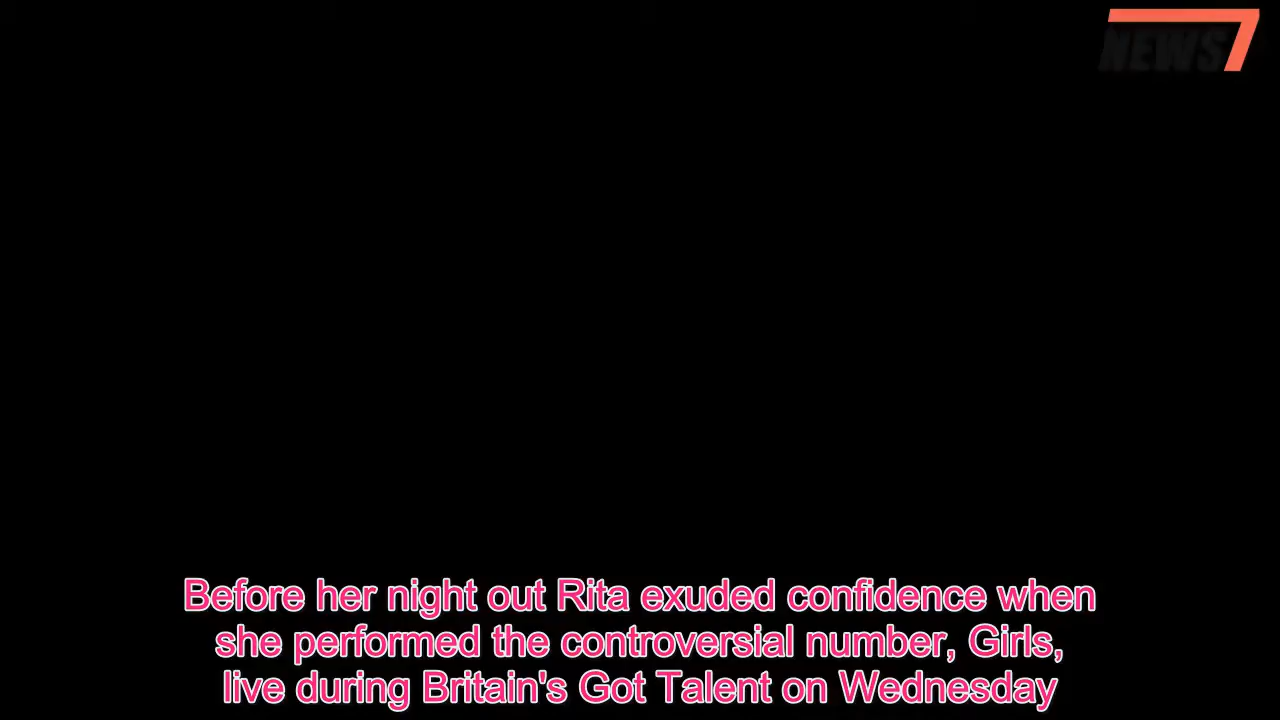 NEWS7
Before her night out Rita exuded confidence when
she performed the controversial number, Girls,
live during Britain's Got Talent on Wednesday